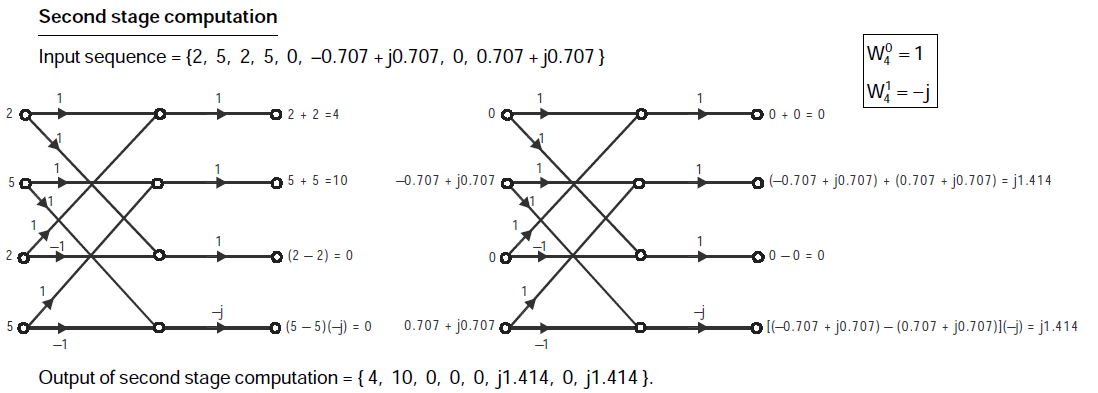 Second stage computation
Input sequence = {2, 5, 2, 5, 0, –0.707 + j0.707, 0, 0.707 + j0.707 }
W₄⁰ = 1
W₄¹ = –j
1 1 1 1
2 2 + 2 =4 0 0 + 0 = 0
1 1
1 1 1 1
5 5 + 5 =10 –0.707 + j0.707 (–0.707 + j0.707) + (0.707 + j0.707) = j1.414
1 1
1 –1 1 1 –1 1
2 (2 – 2) = 0 0 0 – 0 = 0
1 –j 1 –j
5 (5 – 5)(–j) = 0 0.707 + j0.707 [(–0.707 + j0.707) – (0.707 + j0.707)](–j) = j1.414
–1 –1
Output of second stage computation = { 4, 10, 0, 0, 0, j1.414, 0, j1.414 }.